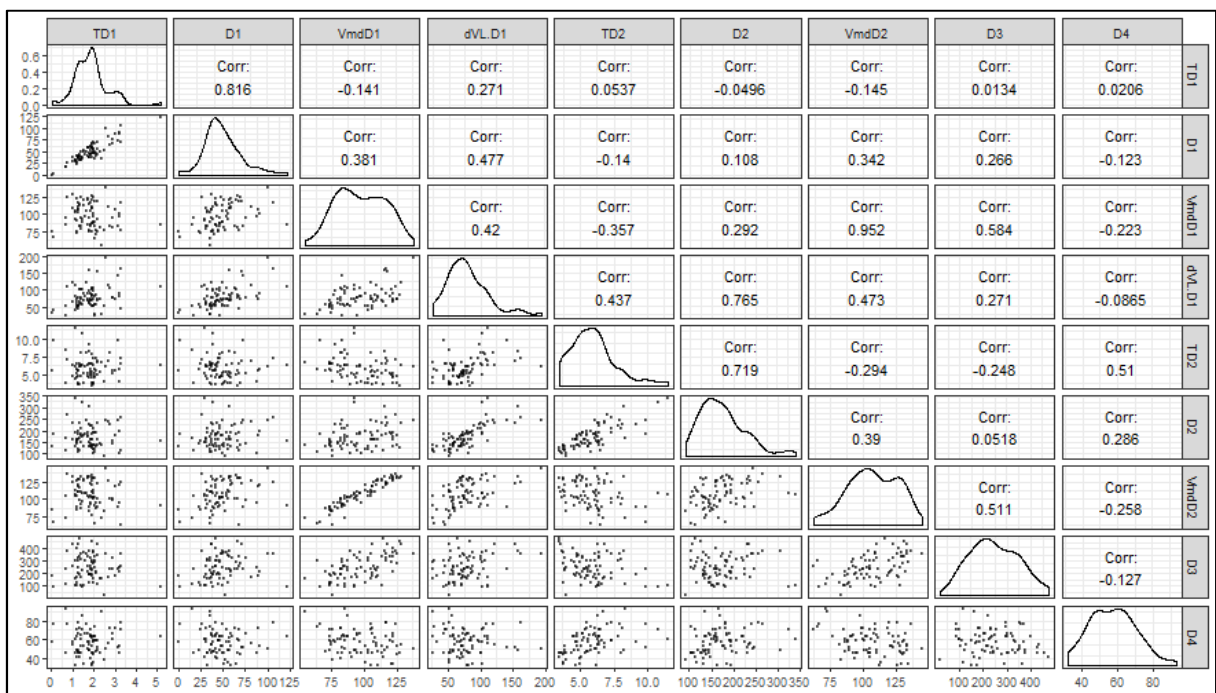 TD1 D1 VmdD1 dVL.D1 TD2 D2 VmdD2 D3 D4
0.6
0.4
0.2
0.0
Corr: Corr: Corr: Corr: Corr: Corr: Corr: Corr:
0.816 -0.141 0.271 0.0537 -0.0496 -0.145 0.0134 0.0206
TD1
125
100
75
50
25
0
Corr: Corr: Corr: Corr: Corr: Corr: Corr:
0.381 0.477 -0.14 0.108 0.342 0.266 -0.123
D1
125
100
75
Corr: Corr: Corr: Corr: Corr: Corr:
0.42 -0.357 0.292 0.952 0.584 -0.223
VmdD1
200
150
100
50
Corr: Corr: Corr: Corr: Corr:
0.437 0.765 0.473 0.271 -0.0865
dVL.D1
10.0
7.5
5.0
Corr: Corr: Corr: Corr:
0.719 -0.294 -0.248 0.51
TD2
350
300
250
200
150
100
Corr: Corr: Corr:
0.39 0.0518 0.286
D2
125
100
75
Corr: Corr:
0.511 -0.258
VmdD2
400
300
200
100
Corr:
-0.127
D3
80
60
40
D4
0 1 2 3 4 5 0 25 50 75 100 125 75 100 125 50 100 150 200 5.0 7.5 10.0 100 150 200 250 300 350 75 100 125 100 200 300 400 40 60 80